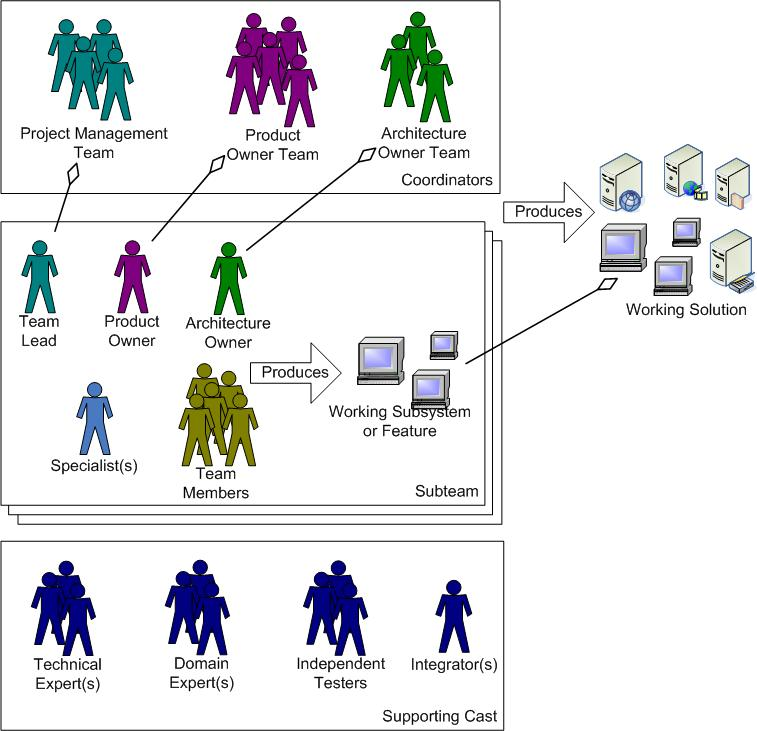 Project Management
Team
Product
Owner Team
Architecture
Owner Team
Coordinators
Produces
Working Solution
Team
Lead
Product
Owner
Architecture
Owner
Produces
Working Subsystem
or Feature
Specialist(s)
Team
Members
Subteam
Technical
Expert(s)
Domain
Expert(s)
Independent
Testers
Integrator(s)
Supporting Cast